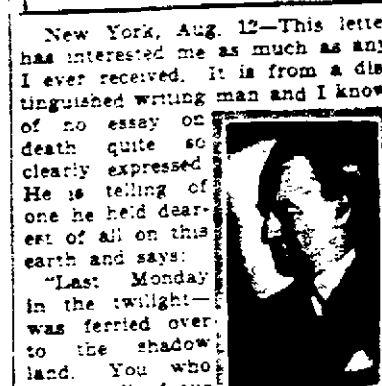 New York, Aug. 12—This lette
has interested me as much as any
I ever received. It is from a dis
tinguished writing man and I know
of no essay on
death quite so
clearly expressed
He is telling of
one he held dear-
est of all on this
earth and says:
"Last Monday
in the twilight—
was ferried over
to the shadow
land. You who